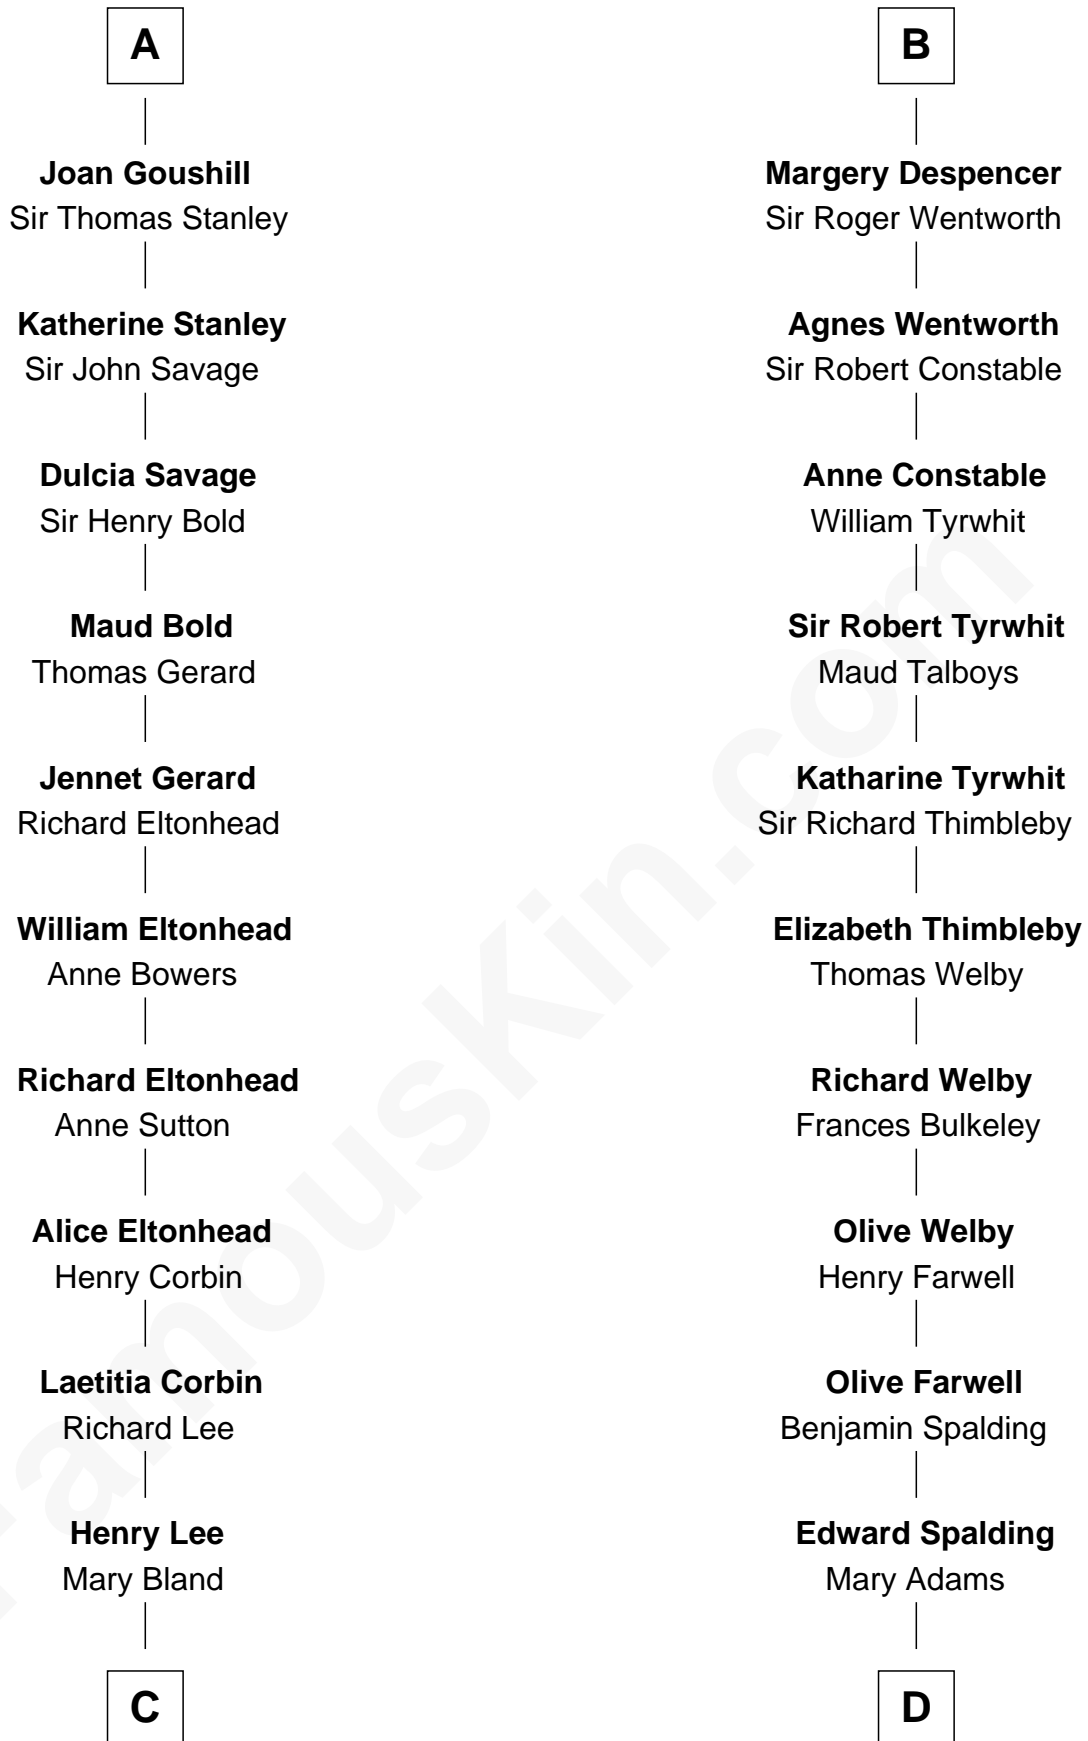 A
Joan Goushill
Sir Thomas Stanley
Katherine Stanley
Sir John Savage
Dulcia Savage
Sir Henry Bold
Maud Bold
Thomas Gerard
Jennet Gerard
Richard Eltonhead
William Eltonhead
Anne Bowers
Richard Eltonhead
Anne Sutton
Alice Eltonhead
Henry Corbin
Laetitia Corbin
Richard Lee
Henry Lee
Mary Bland
C
B
Margery Despencer
Sir Roger Wentworth
Agnes Wentworth
Sir Robert Constable
Anne Constable
William Tyrwhit
Sir Robert Tyrwhit
Maud Talboys
Katharine Tyrwhit
Sir Richard Thimbleby
Elizabeth Thimbleby
Thomas Welby
Richard Welby
Frances Bulkeley
Olive Welby
Henry Farwell
Olive Farwell
Benjamin Spalding
Edward Spalding
Mary Adams
D
FamousKin.com